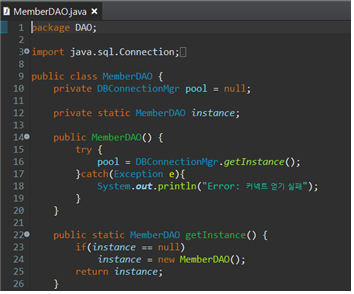 MemberDAO.java
1 package DAO;
2
3 import java.sql.Connection;
8
9 public class MemberDAO {
10 private DBConnectionMgr pool = null;
11
12 private static MemberDAO instance;
13
14 public MemberDAO() {
15 try {
16 pool = DBConnectionMgr.getInstance();
17 }catch(Exception e){
18 System.out.println("Error: 커넥트 얻기 실패");
19 }
20 }
21
22 public static MemberDAO getInstance() {
23 if(instance == null)
24 instance = new MemberDAO();
25 return instance;
26 }